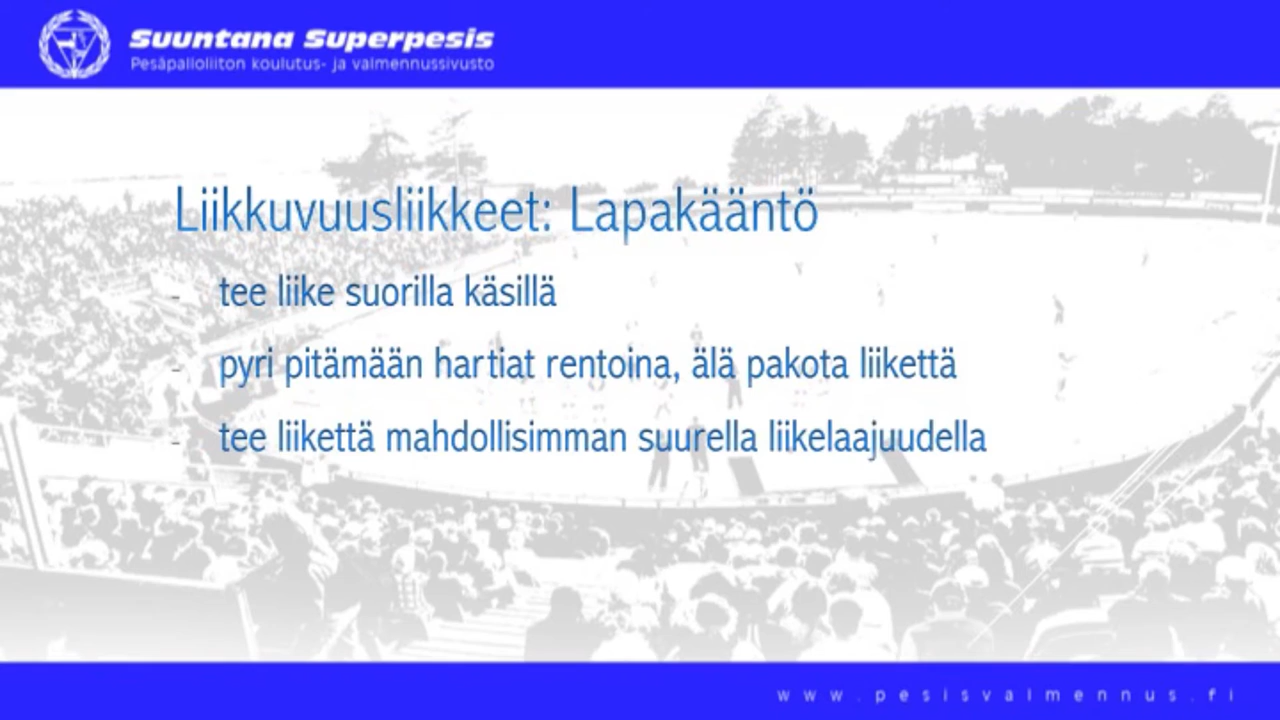 Suuntana Superpesis
Pesäpalloliiton koulutus- ja valmennussivusto
Liikkuvuusliikkeet: Lapakääntö
- tee liike suorilla käsillä
- pyri pitämään hartiat rentoina, älä pakota liikettä
- tee liikettä mahdollisimman suurella liikelaajuudella
www.pesisvalmennus.fi